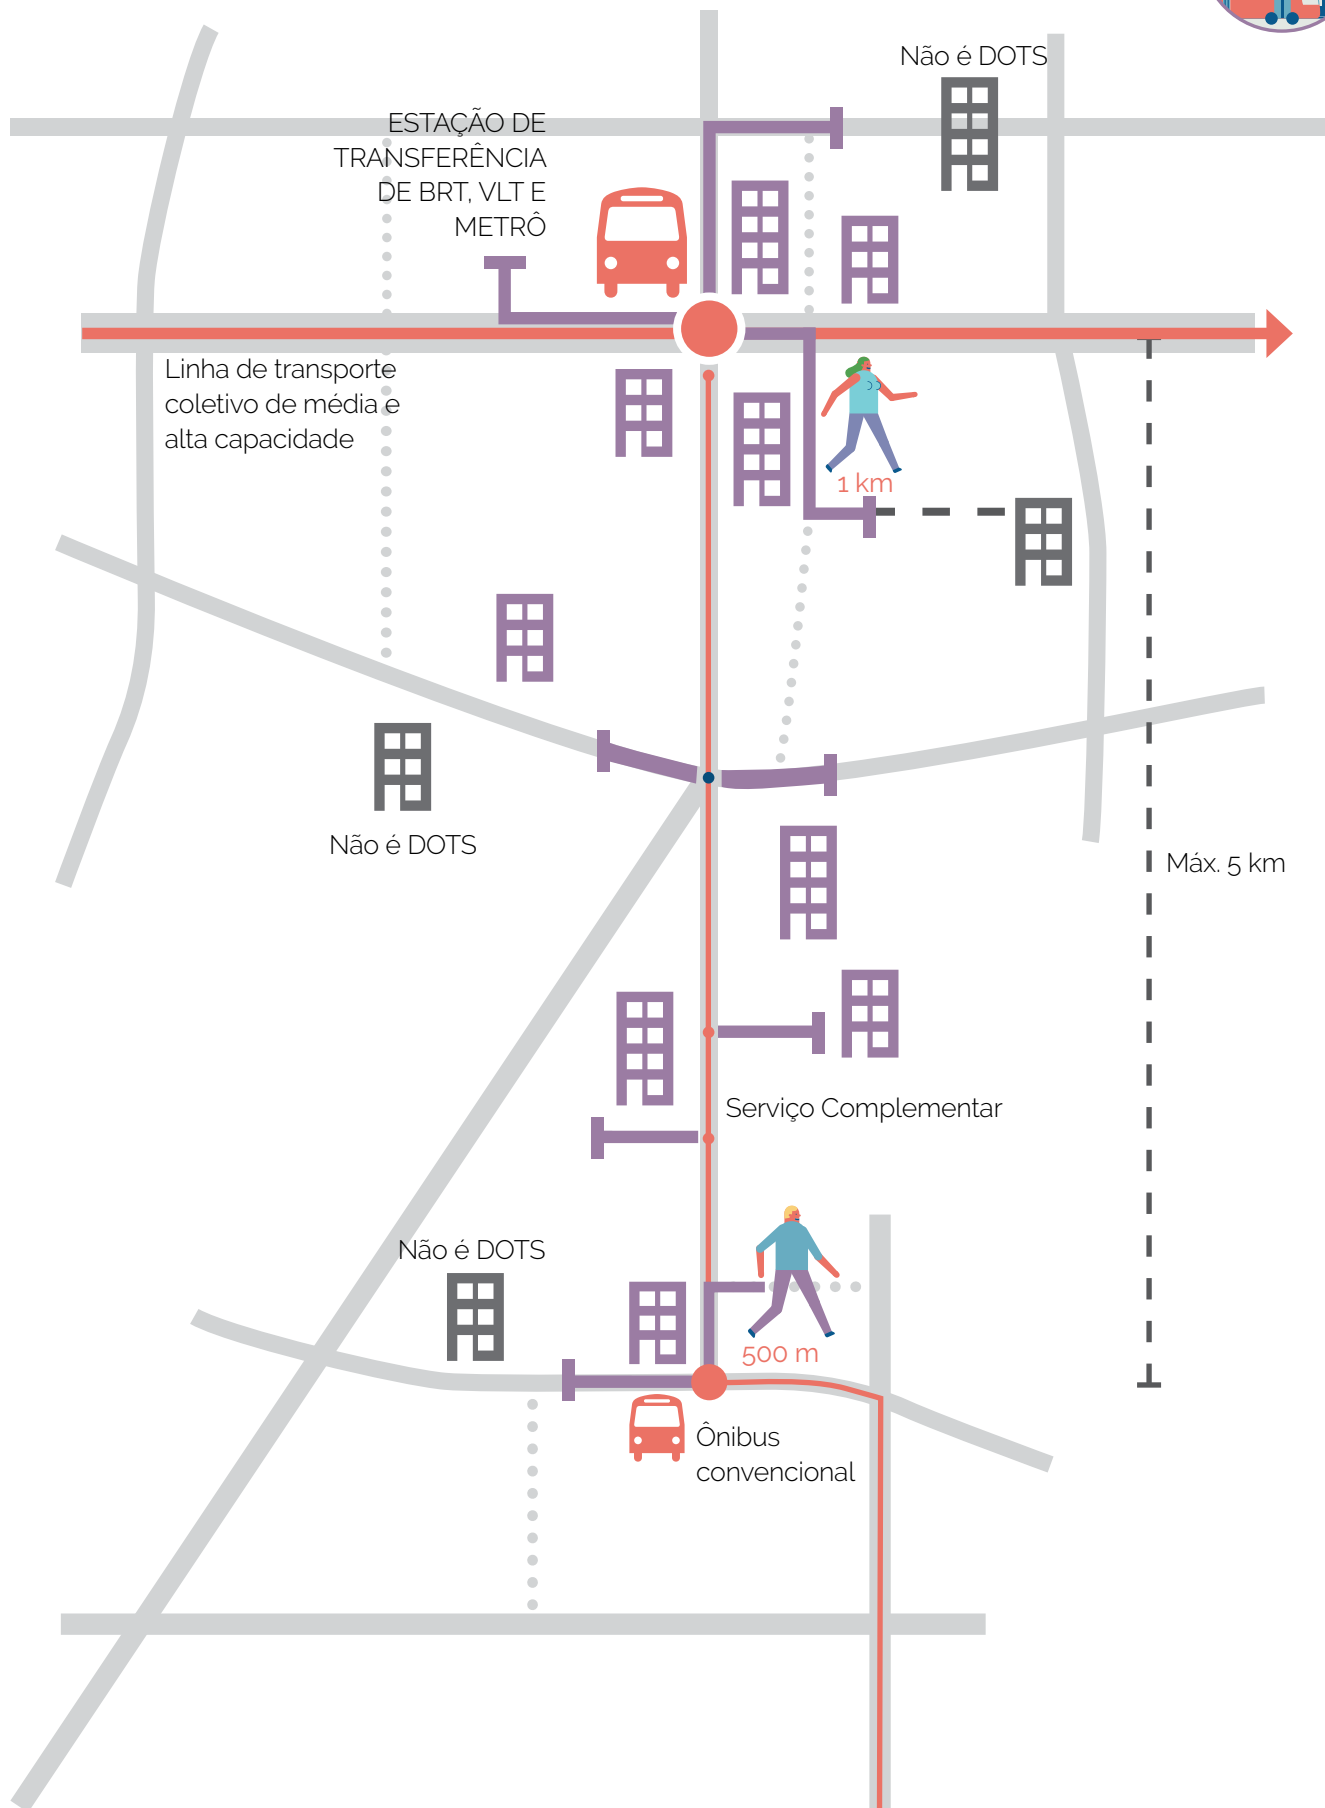 Não é DOTS
ESTAÇÃO DE
TRANSFERÊNCIA
DE BRT, VLT E
METRÔ
Linha de transporte
coletivo de média e
alta capacidade
1 km
Não é DOTS
Máx. 5 km
Serviço Complementar
Não é DOTS
500 m
Ônibus
convencional